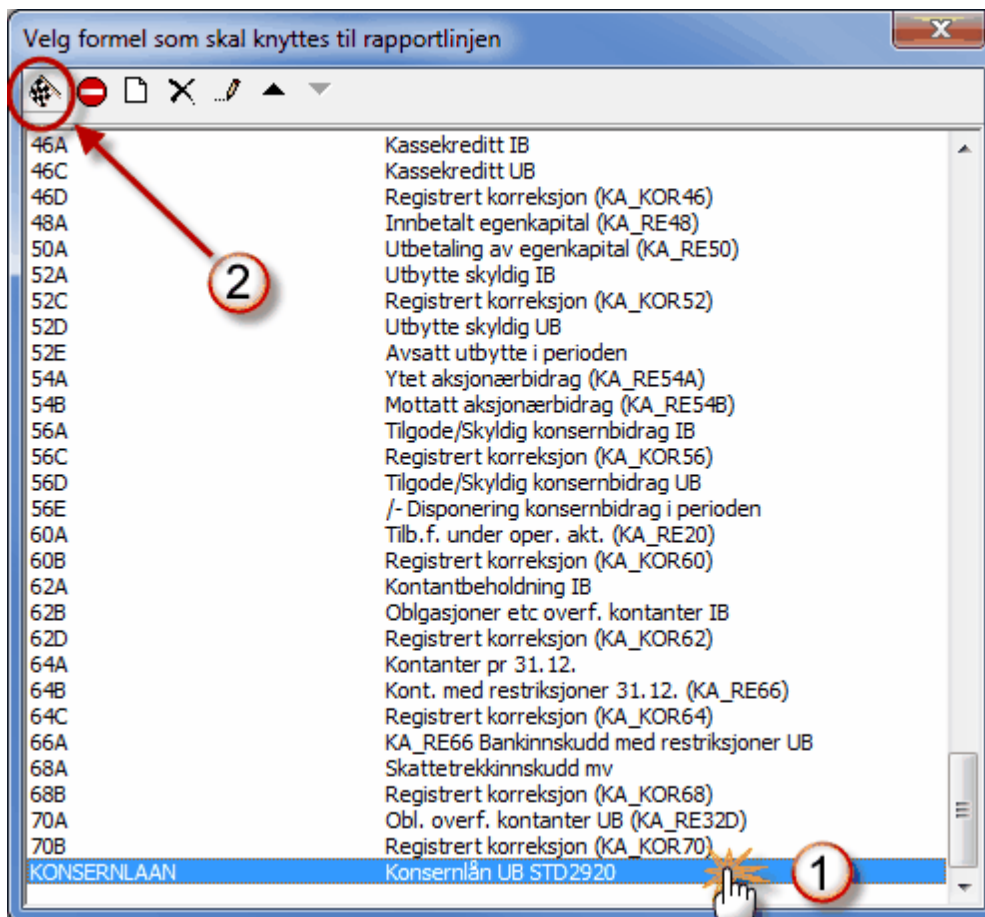 Velg formel som skal knyttes til rapportlinjen
46A Kassekreditt IB
46C Kassekreditt UB
46D Registrert korreksjon (KA_KOR46)
48A Innbetalt egenkapital (KA_RE48)
50A Utbetaling av egenkapital (KA_RE50)
52A Utbytte skyldig IB
52C Registrert korreksjon (KA_KOR52)
52D Utbytte skyldig UB
52E Avsatt utbytte i perioden
54A Ytet aksjonærbidrag (KA_RE54A)
54B Mottatt aksjonærbidrag (KA_RE54B)
56A Tilgode/Skyldig konsernbidrag IB
56C Registrert korreksjon (KA_KOR56)
56D Tilgode/Skyldig konsernbidrag UB
56E /- Disponering konsernbidrag i perioden
60A Tilb.f. under oper. akt. (KA_RE20)
60B Registrert korreksjon (KA_KOR60)
62A Kontantbeholdning IB
62B Oblgasjoner etc overf. kontanter IB
62D Registrert korreksjon (KA_KOR62)
64A Kontanter pr 31.12.
64B Kont. med restriksjoner 31.12. (KA_RE66)
64C Registrert korreksjon (KA_KOR64)
66A KA_RE66 Bankinnskudd med restriksjoner UB
68A Skattetrekkinnskudd mv
68B Registrert korreksjon (KA_KOR68)
70A Obl. overf. kontanter UB (KA_RE32D)
70B Registrert korreksjon (KA_KOR70)
KONSERNLAAN Konsernlån UB STD2920
2
1